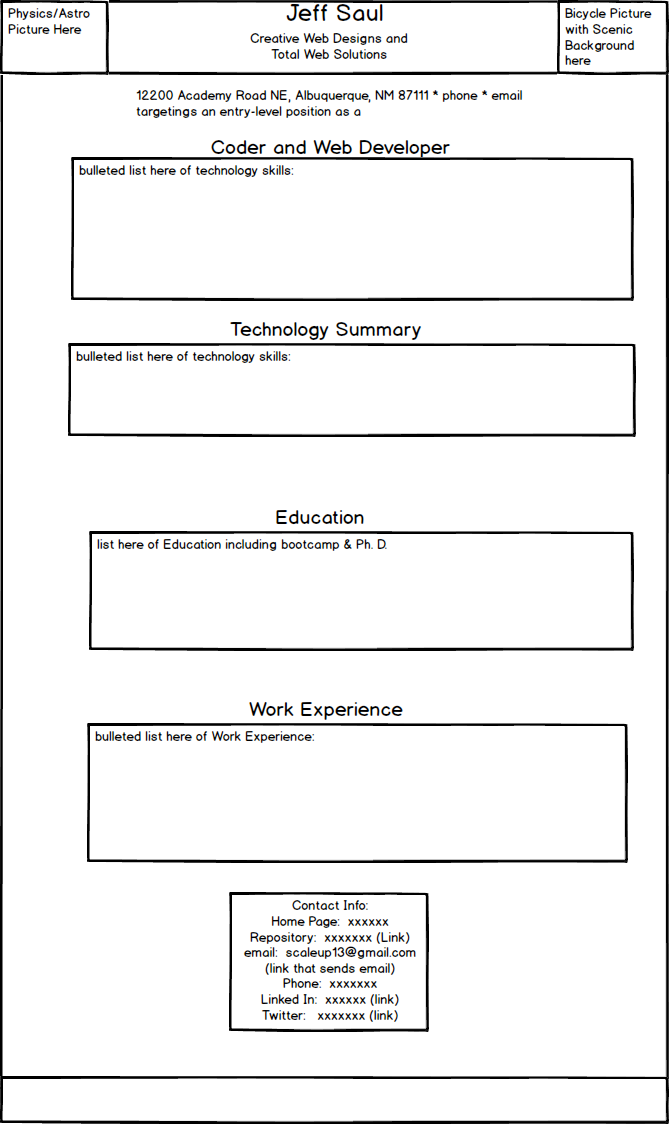 Physics/Astro
Picture Here
Jeff Saul
Creative Web Designs and
Total Web Solutions
Bicycle Picture
with Scenic
Background
here
12200 Academy Road NE, Albuquerque, NM 87111 * phone * email
targetings an entry-level position as a
Coder and Web Developer
bulleted list here of technology skills:
Technology Summary
bulleted list here of technology skills:
Education
list here of Education including bootcamp & Ph. D.
Work Experience
bulleted list here of Work Experience:
Contact Info:
Home Page: xxxxxx
Repository: xxxxxxx (Link)
email: scaleup13@gmail.com
(link that sends email)
Phone: xxxxxxx
Linked In: xxxxxx (link)
Twitter: xxxxxxx (link)